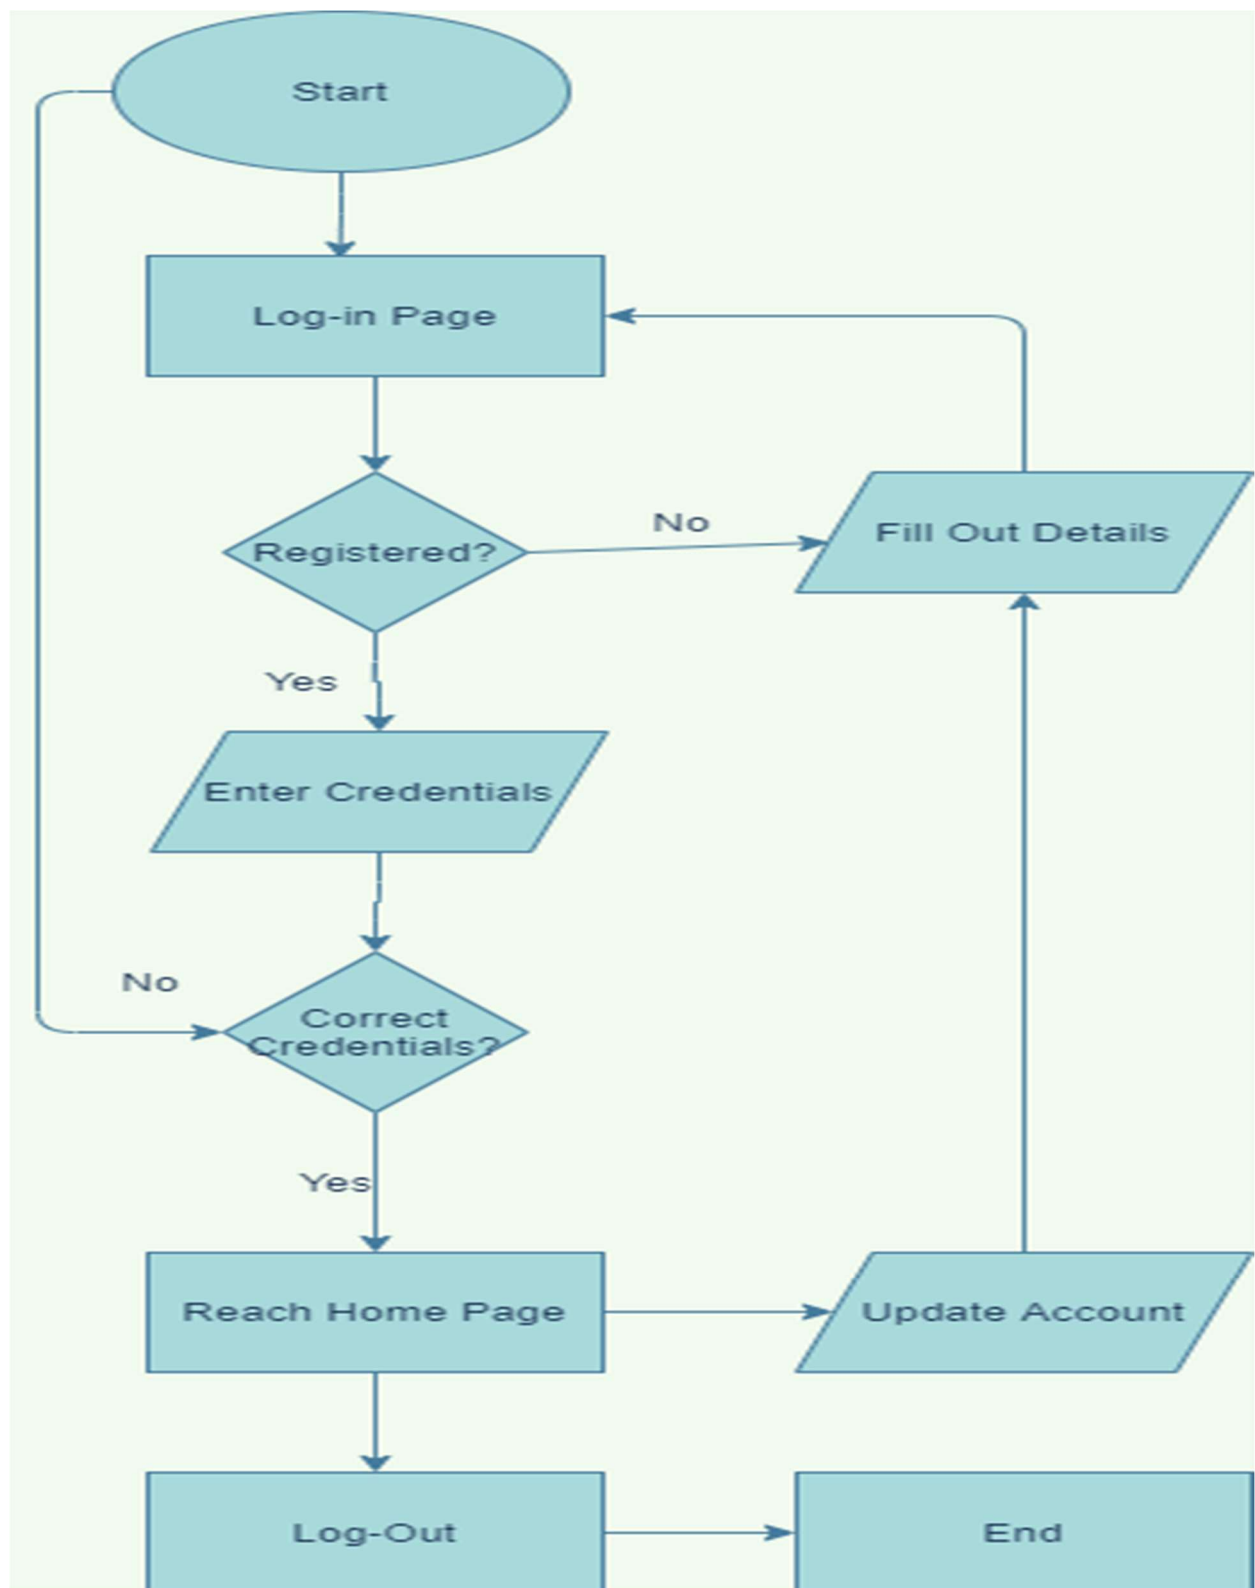 Start
Log-in Page
Registered?
No
Fill Out Details
Yes
Enter Credentials
No
Correct
Credentials?
Yes
Reach Home Page
Update Account
Log-Out
End